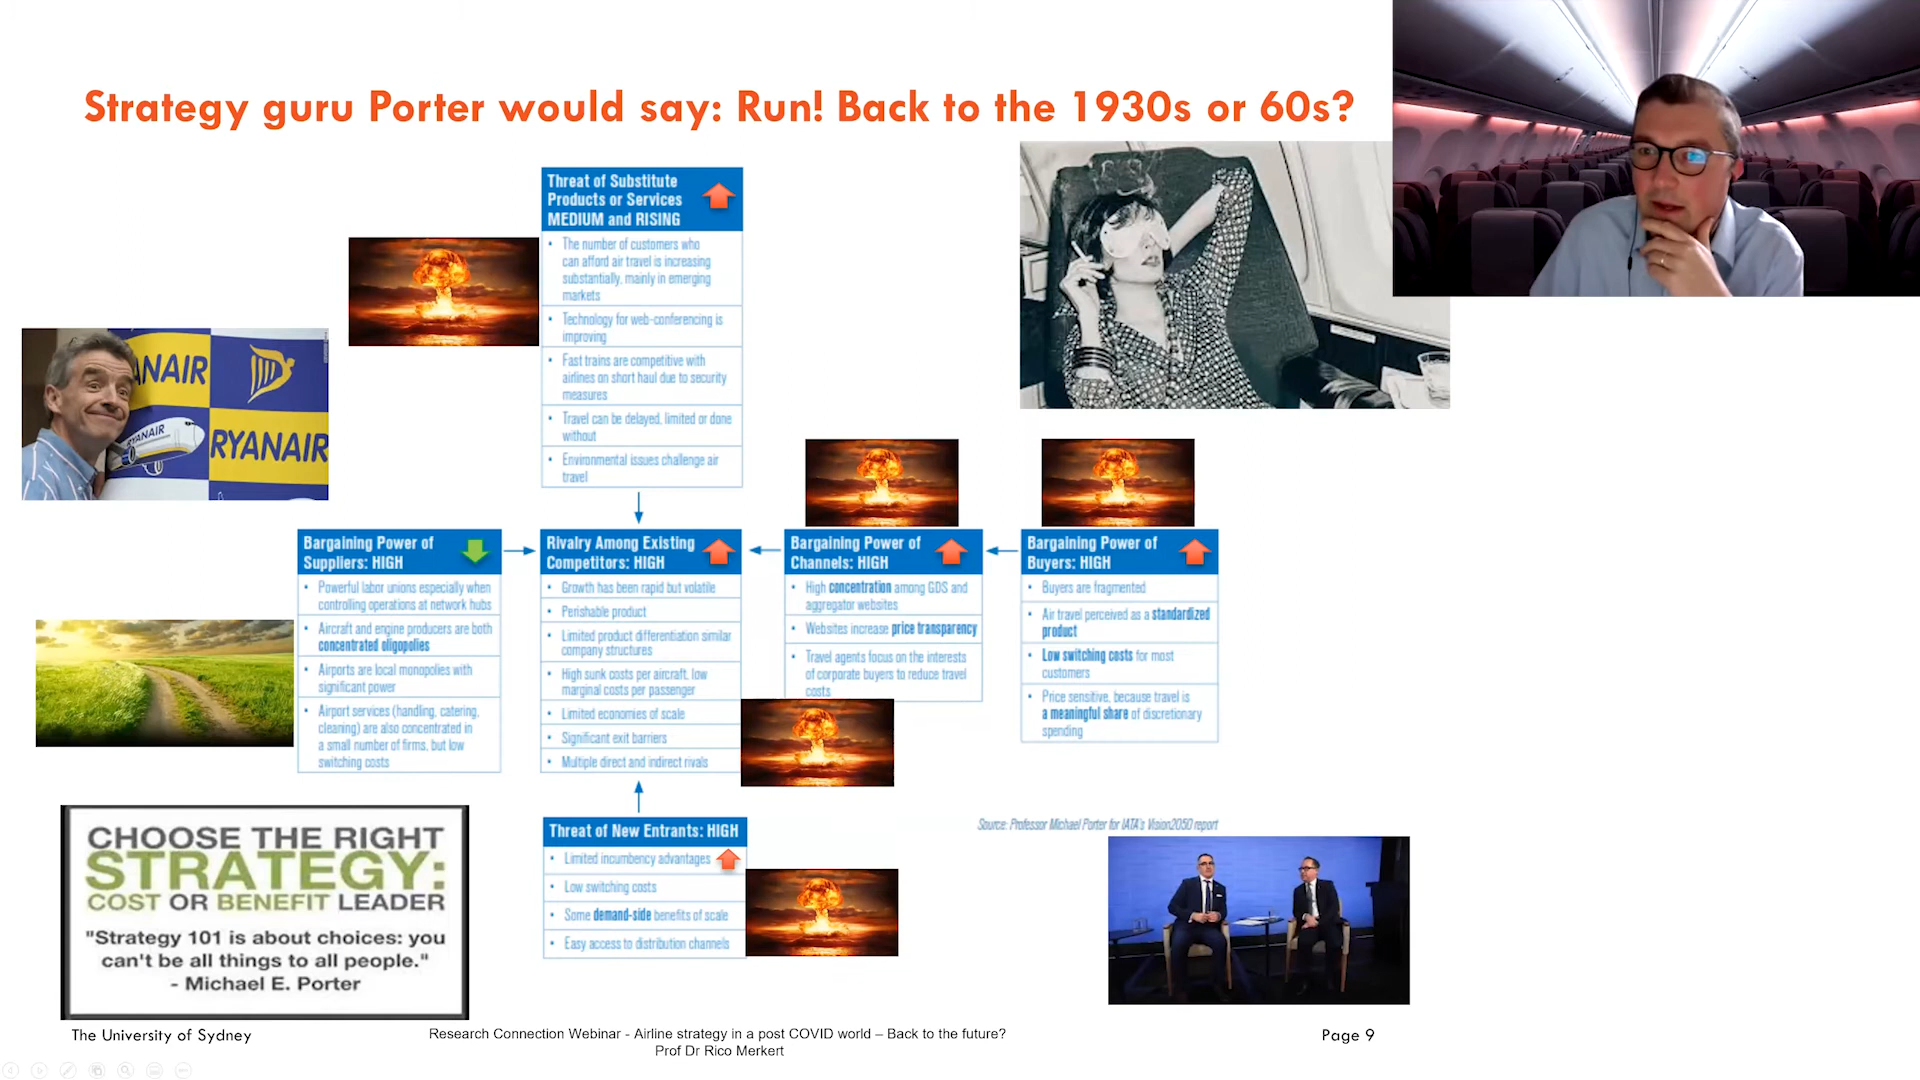 Strategy guru Porter would say: Run! Back to the 1930s or 60s?
Threat of Substitute
Products or Services
MEDIUM and RISING
• The number of customers who
can afford air travel is increasing
substantially, mainly in emerging
markets
• Technology for web-conferencing is
improving
• Fast trains are competitive with
airlines on short haul due to security
measures
• Travel can be delayed, limited or done
without
• Environmental issues challenge air
travel
ANAIR
RYANAIR
RYANAIR
Bargaining Power of
Suppliers: HIGH
• Powerful labor unions especially when
controlling operations at network hubs
• Aircraft and engine producers are both
concentrated oligopolies
• Airports are local monopolies with
significant power
• Airport services (handling, catering,
cleaning) are also concentrated in
a small number of firms, but low
switching costs
Rivalry Among Existing
Competitors: HIGH
• Growth has been rapid but volatile
• Perishable product
• Limited product differentiation similar
company structures
• High sunk costs per aircraft, low
marginal costs per passenger
• Limited economies of scale
• Significant exit barriers
• Multiple direct and indirect rivals
Bargaining Power of
Channels: HIGH
• High concentration among GDS and
aggregator websites
• Websites increase price transparency
• Travel agents focus on the interests
of corporate buyers to reduce travel
costs
Bargaining Power of
Buyers: HIGH
• Buyers are fragmented
• Air travel perceived as a standardized
product
• Low switching costs for most
customers
• Price sensitive, because travel is
a meaningful share of discretionary
spending
Threat of New Entrants: HIGH
• Limited incumbency advantages
• Low switching costs
• Some demand-side benefits of scale
• Easy access to distribution channels
Source: Professor Michael Porter for IATA's Vision2050 report
CHOOSE THE RIGHT
STRATEGY:
COST OR BENEFIT LEADER
"Strategy 101 is about choices: you
can't be all things to all people."
- Michael E. Porter
The University of Sydney
Research Connection Webinar - Airline strategy in a post COVID world – Back to the future?
Prof Dr Rico Merkert
Page 9